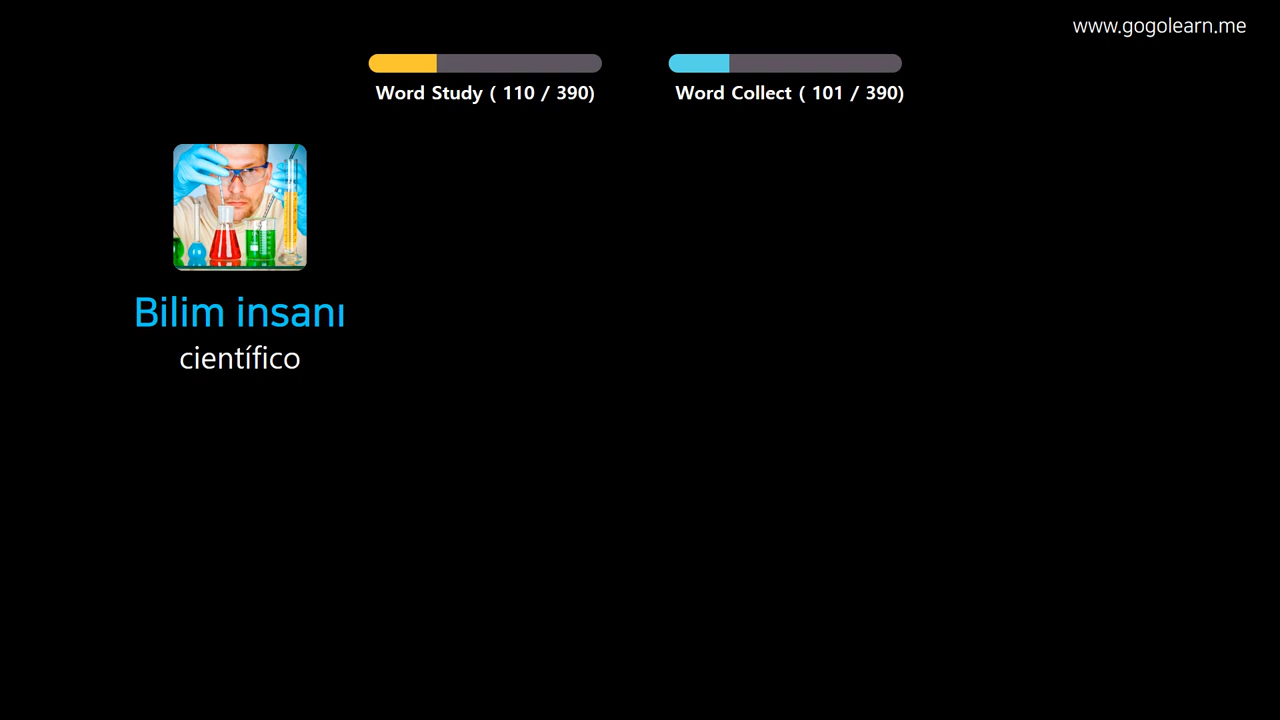 www.gogolearn.me
Word Study ( 110 / 390)
Word Collect ( 101 / 390)
Bilim insanı
científico